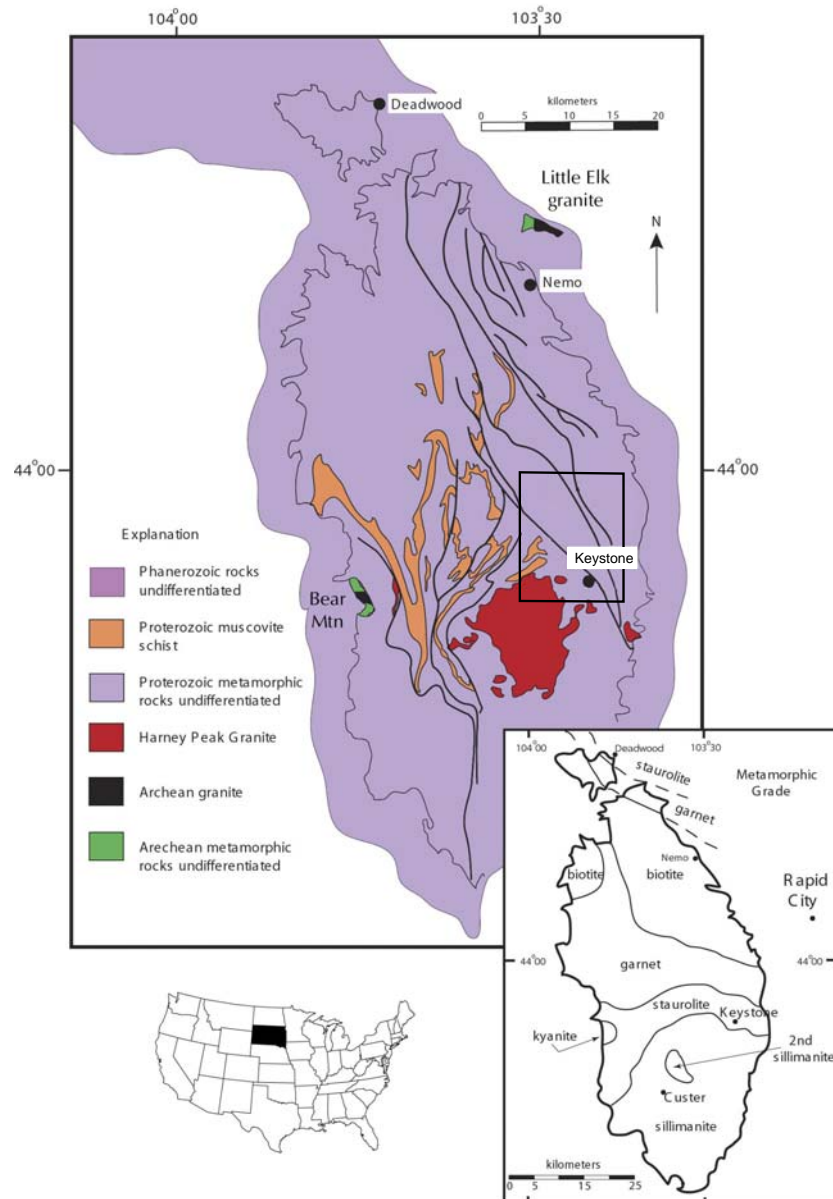 104°00
103°30
Deadwood
kilometers
0 5 10 15 20
Little Elk
granite
N
Nemo
44°00
44°00
Explanation
Phanerozoic rocks
undifferentiated
Proterozoic muscovite
schist
Proterozoic metamorphic
rocks undifferentiated
Harney Peak Granite
Archean granite
Arechean metamorphic
rocks undifferentiated
Keystone
Bear
Mtn
104°00
103°30
Deadwood
staurolite
Metamorphic
Grade
garnet
Nemo
biotite
biotite
Rapid
City
44°00
44°00
garnet
staurolite
Keystone
kyanite
2nd
sillimanite
Custer
sillimanite
kilometers
0 5 10 15 20 25